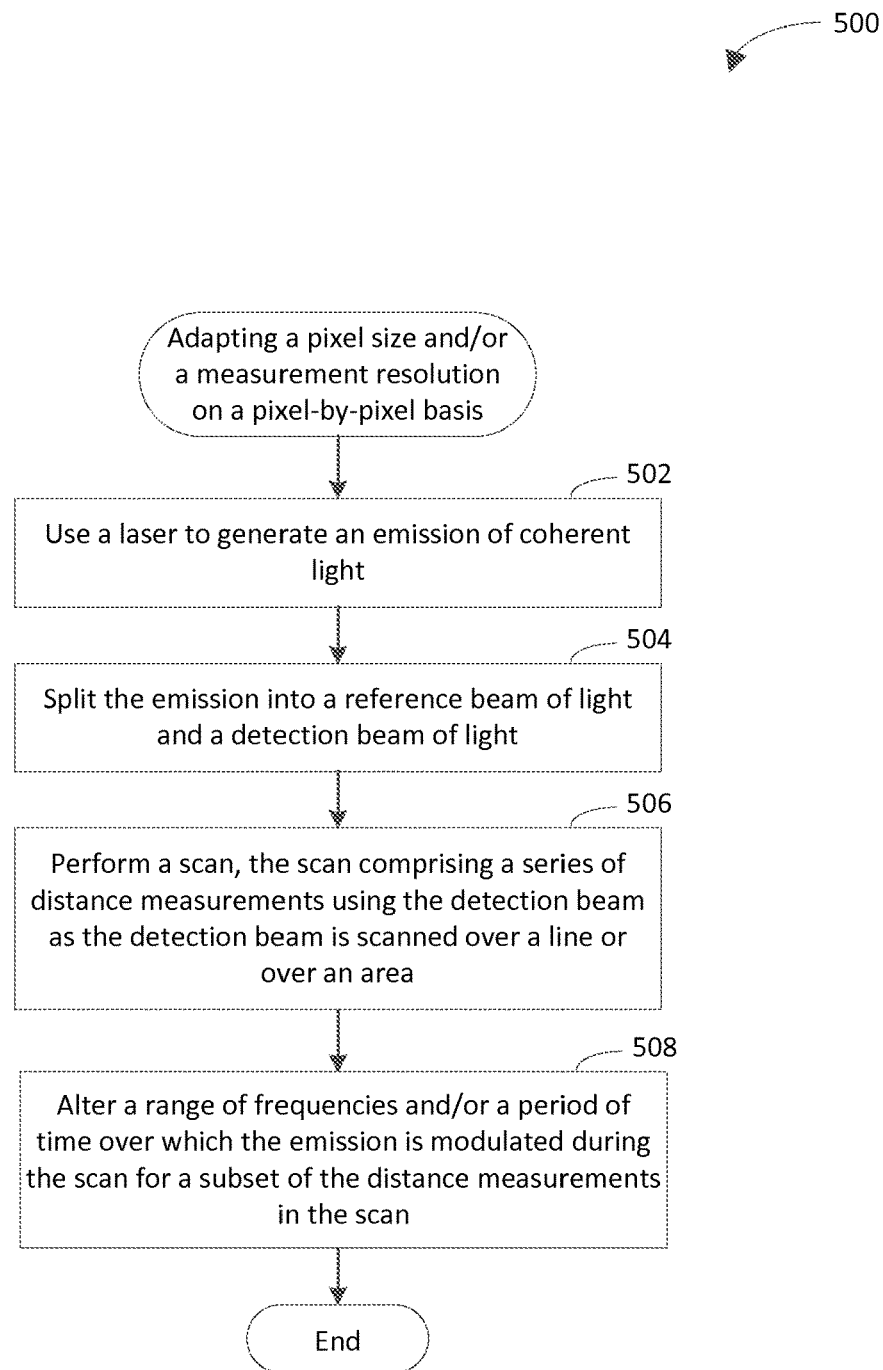 500
Adapting a pixel size and/or
a measurement resolution
on a pixel-by-pixel basis
502
Use a laser to generate an emission of coherent
light
504
Split the emission into a reference beam of light
and a detection beam of light
506
Perform a scan, the scan comprising a series of
distance measurements using the detection beam
as the detection beam is scanned over a line or
over an area
508
Alter a range of frequencies and/or a period of
time over which the emission is modulated during
the scan for a subset of the distance measurements
in the scan
End